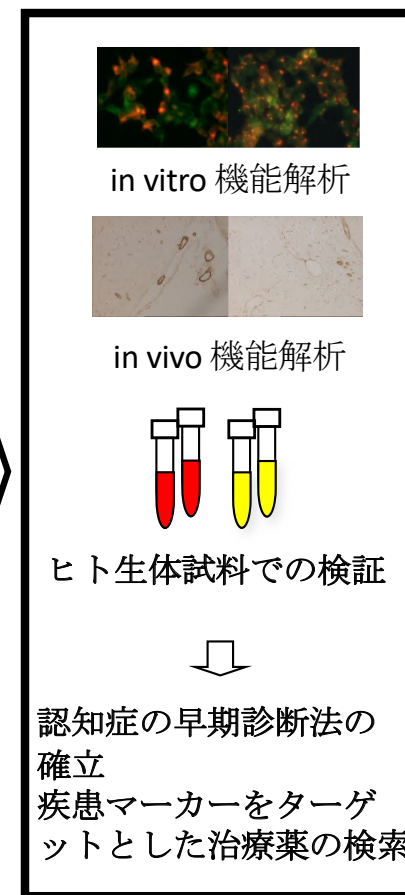 in vitro 機能解析
in vivo 機能解析
ヒト生体試料での検証
認知症の早期診断法の
確立
疾患マーカーをターゲ
ットとした治療薬の検索